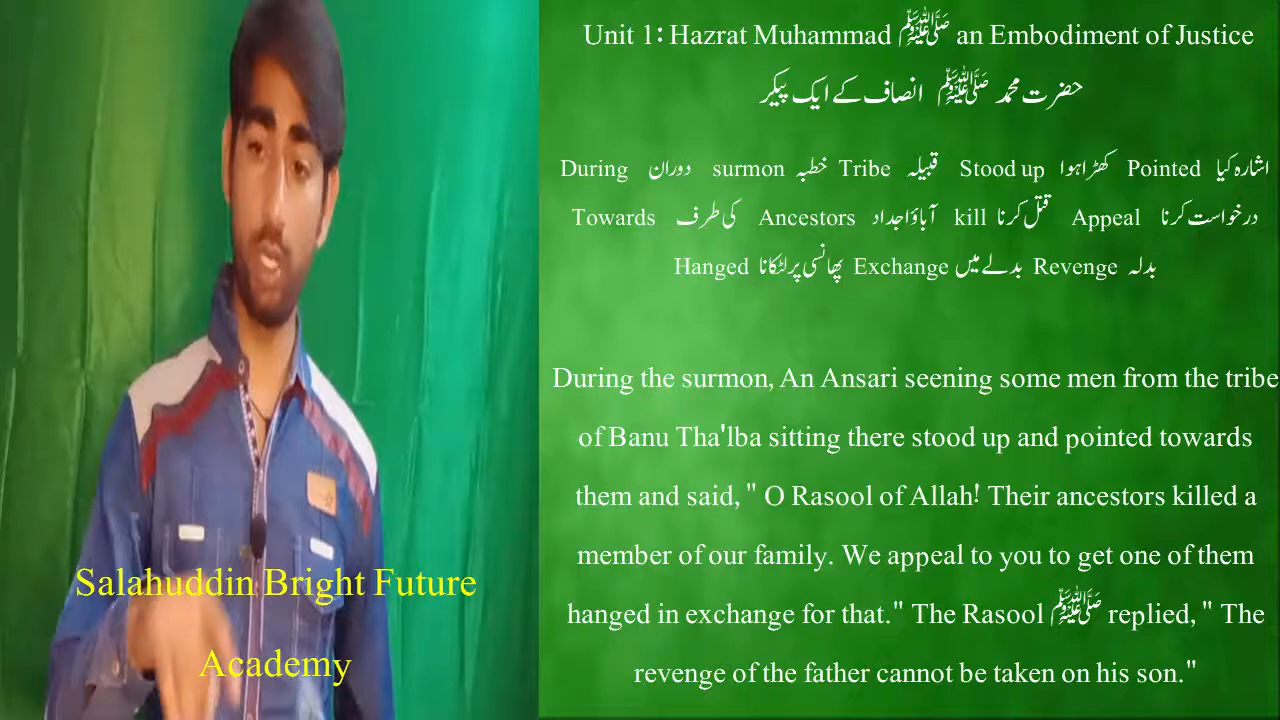 Unit 1: Hazrat Muhammad ﷺ an Embodiment of Justice
حضرت محمد ﷺ انصاف کے ایک پیکر
During دوران surmon خطبہ Tribe قبیلہ Stood up کھڑا ہوا Pointed اشارہ کیا
Towards کی طرف Ancestors آباؤاجداد kill قتل کرنا Appeal درخواست کرنا
Hanged پھانسی پر لٹکانا Exchange بدلے میں Revenge بدلہ
During the surmon, An Ansari seening some men from the tribe
of Banu Tha'lba sitting there stood up and pointed towards
them and said, " O Rasool of Allah! Their ancestors killed a
member of our family. We appeal to you to get one of them
hanged in exchange for that." The Rasool ﷺ replied, " The
revenge of the father cannot be taken on his son."
Salahuddin Bright Future
Academy